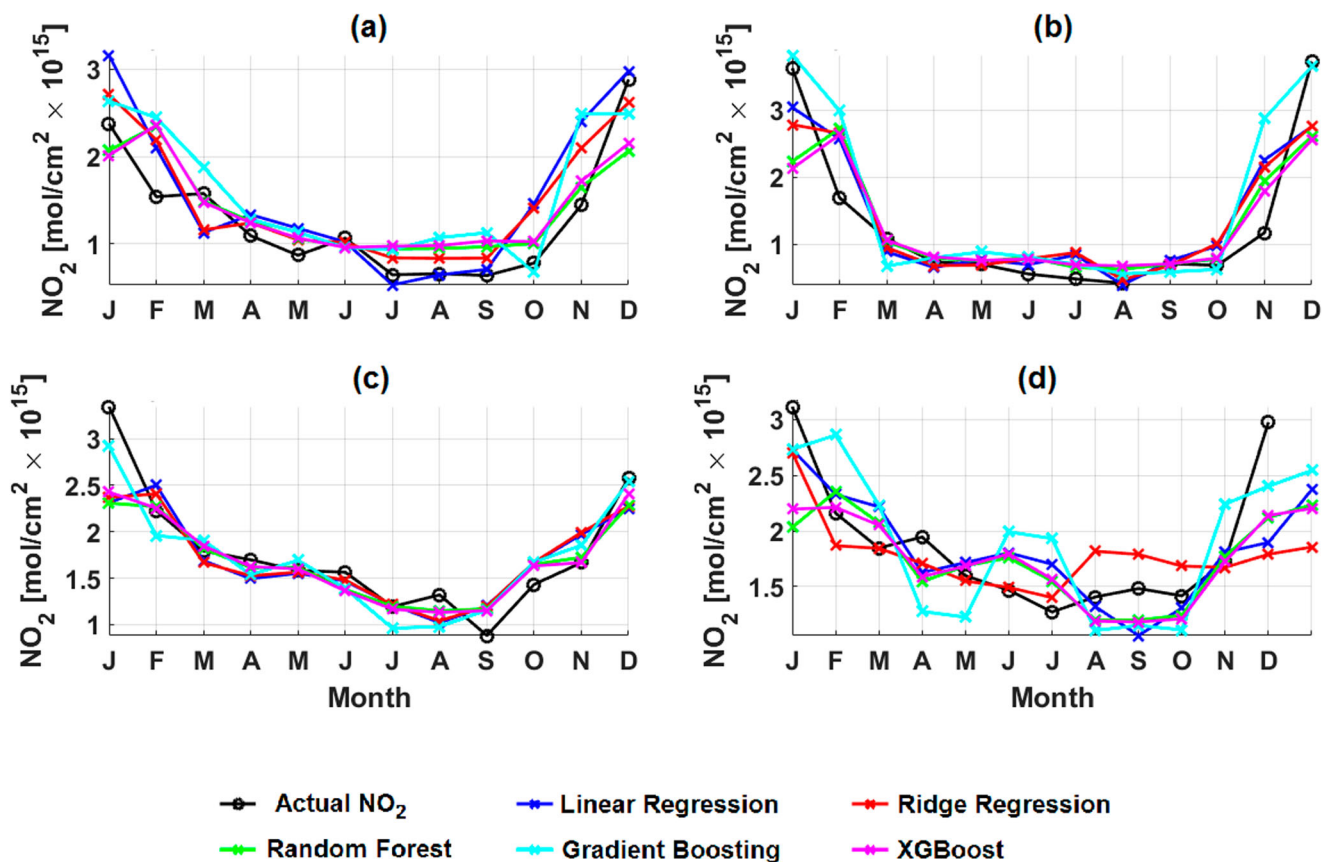 (a)
NO2 [mol/cm2 × 10^15]
3
2
1
J F M A M J J A S O N D
(b)
NO2 [mol/cm2 × 10^15]
3
2
1
J F M A M J J A S O N D
(c)
NO2 [mol/cm2 × 10^15]
3
2.5
2
1.5
1
J F M A M J J A S O N D
Month
(d)
NO2 [mol/cm2 × 10^15]
3
2.5
2
1.5
J F M A M J J A S O N D
Month
Actual NO2 Linear Regression Ridge Regression
Random Forest Gradient Boosting XGBoost